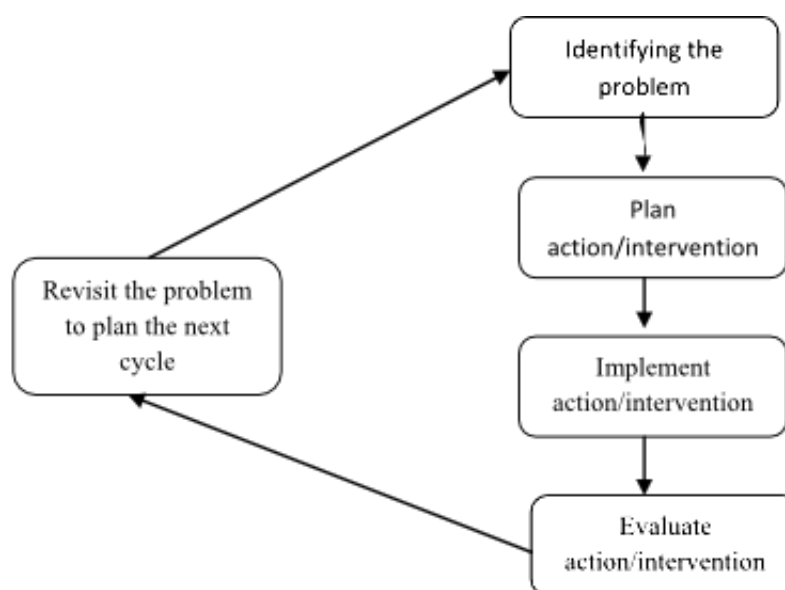 Identifying the
problem
Plan
action/intervention
Implement
action/intervention
Evaluate
action/intervention
Revisit the problem
to plan the next
cycle